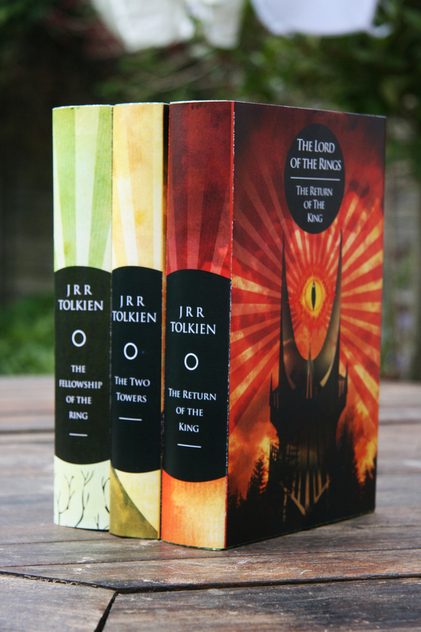 J R R
TOLKIEN
THE
FELLOWSHIP
OF THE
RING
J R R
TOLKIEN
THE TWO
TOWERS
J R R
TOLKIEN
THE RETURN
OF THE
KING
THE LORD
OF THE RINGS
THE RETURN
OF THE
KING